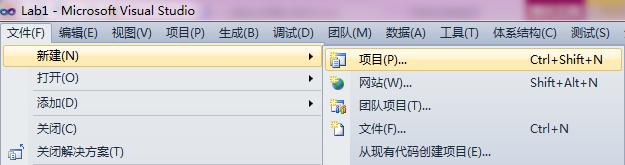 Lab1 - Microsoft Visual Studio
文件(F) 编辑(E) 视图(V) 项目(P) 生成(B) 调试(D) 团队(M) 数据(A) 工具(T) 体系结构(C) 测试(S)
新建(N) 项目(P)... Ctrl+Shift+N
打开(O) 网站(W)... Shift+Alt+N
团队项目(T)...
添加(D)
关闭(C) 文件(F)... Ctrl+N
关闭解决方案(T) 从现有代码创建项目(E)...